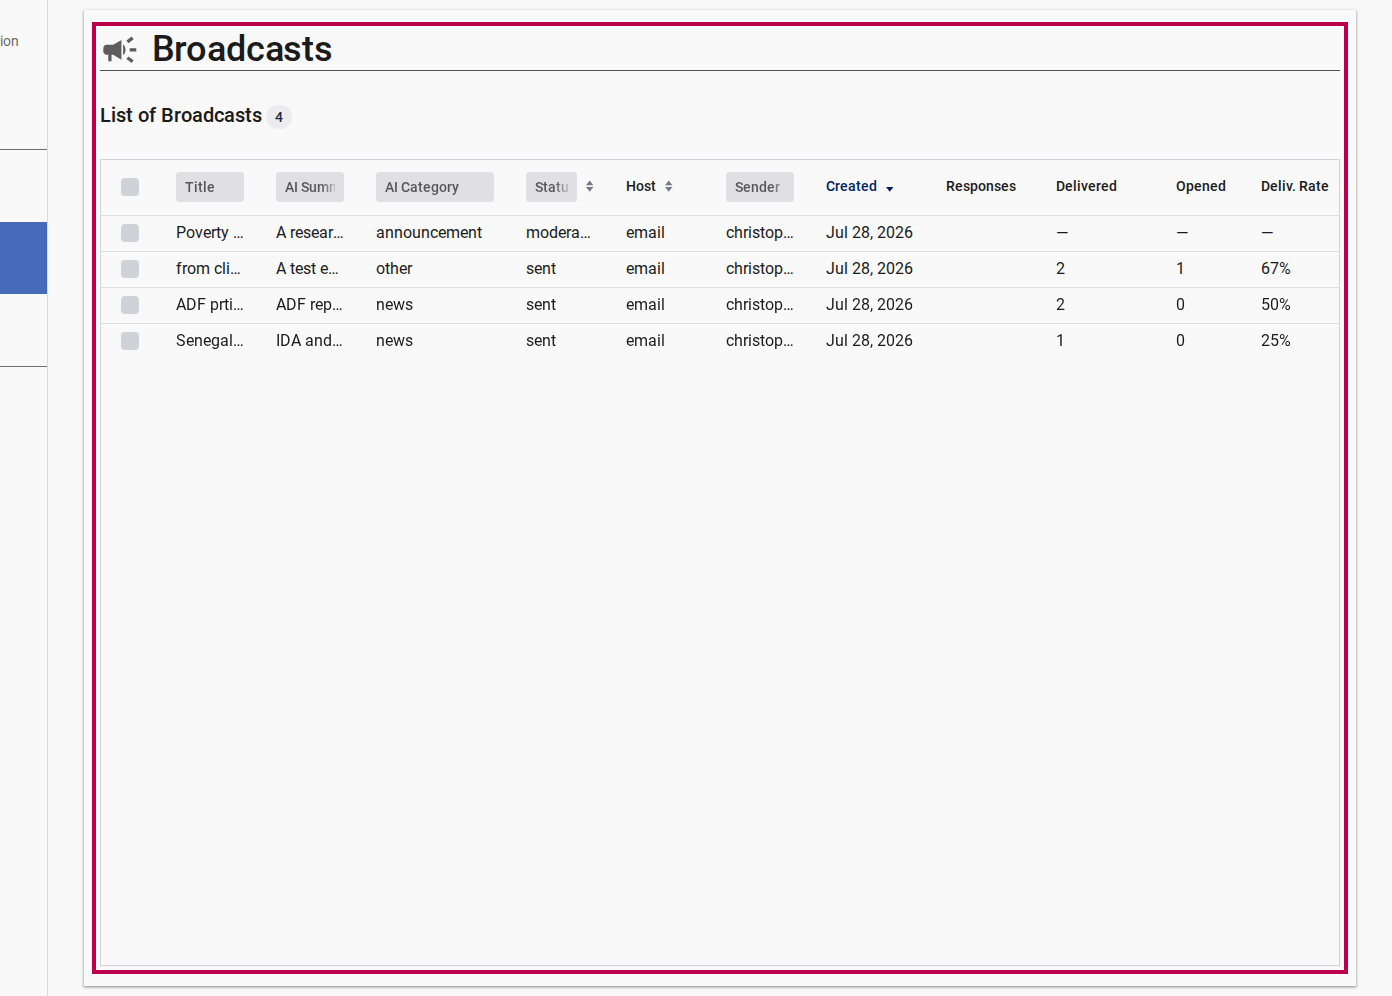 ion
Broadcasts
List of Broadcasts 4
Title AI Sum AI Category Statu Host Sender Created Responses Delivered Opened Deliv. Rate
Poverty ... A resear... announcement modera... email christop... Jul 28, 2026 — — —
from cli... A test e... other sent email christop... Jul 28, 2026 2 1 67%
ADF prti... ADF rep... news sent email christop... Jul 28, 2026 2 0 50%
Senegal... IDA and... news sent email christop... Jul 28, 2026 1 0 25%